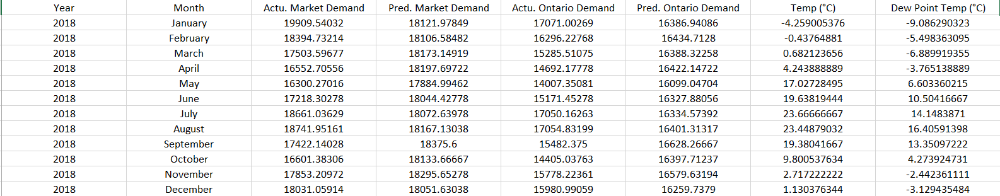 Year Month Actu. Market Demand Pred. Market Demand Actu. Ontario Demand Pred. Ontario Demand Temp (°C) Dew Point Temp (°C)
2018 January 19909.54032 18121.97849 17071.00269 16386.94086 -4.259005376 -9.086290323
2018 February 18394.73214 18106.58482 16296.22768 16434.7128 -0.43764881 -5.498363095
2018 March 17503.59677 18173.14919 15285.51075 16388.32258 0.682123656 -6.889919355
2018 April 16552.70556 18197.69722 14692.17778 16422.14722 4.243888889 -3.765138889
2018 May 16300.27016 17884.99462 14007.35081 16099.04704 17.02728495 6.603360215
2018 June 17218.30278 18044.42778 15171.45278 16327.88056 19.63819444 10.50416667
2018 July 18661.03629 18072.63978 17050.16263 16334.57392 23.66666667 14.1483871
2018 August 18741.95161 18167.13038 17054.83199 16401.31317 23.44879032 16.40591398
2018 September 17422.14028 18375.6 15482.375 16628.26667 19.38041667 13.35097222
2018 October 16601.38306 18133.66667 14405.03763 16397.71237 9.800537634 4.273924731
2018 November 17853.20972 18295.65278 15778.22361 16579.63194 2.717222222 -2.442361111
2018 December 18031.05914 18051.63038 15980.99059 16259.7379 1.130376344 -3.129435484